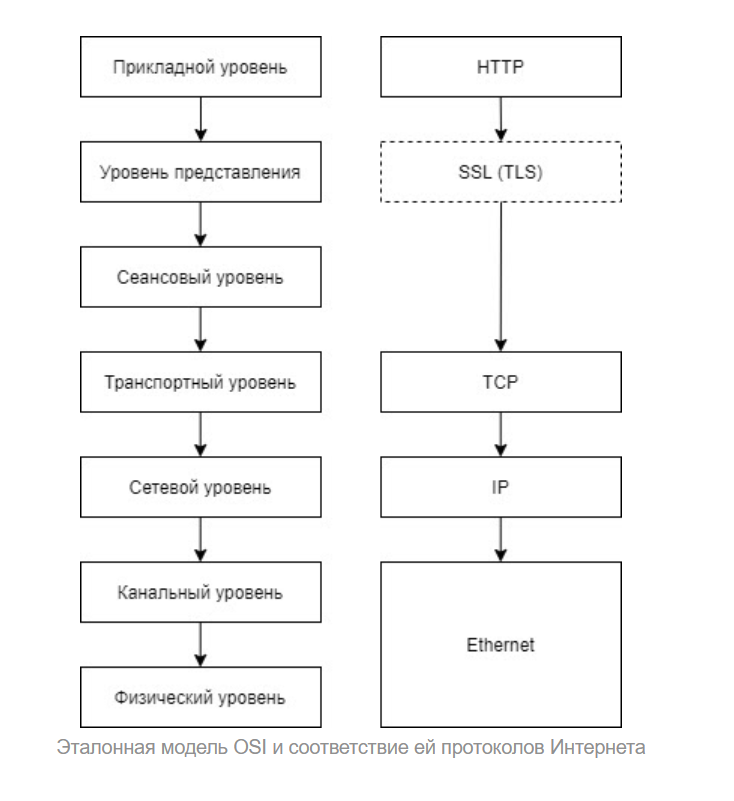 Прикладной уровень
HTTP
Уровень представления
SSL (TLS)
Сеансовый уровень
Транспортный уровень
TCP
Сетевой уровень
IP
Канальный уровень
Ethernet
Физический уровень
Эталонная модель OSI и соответствие ей протоколов Интернета